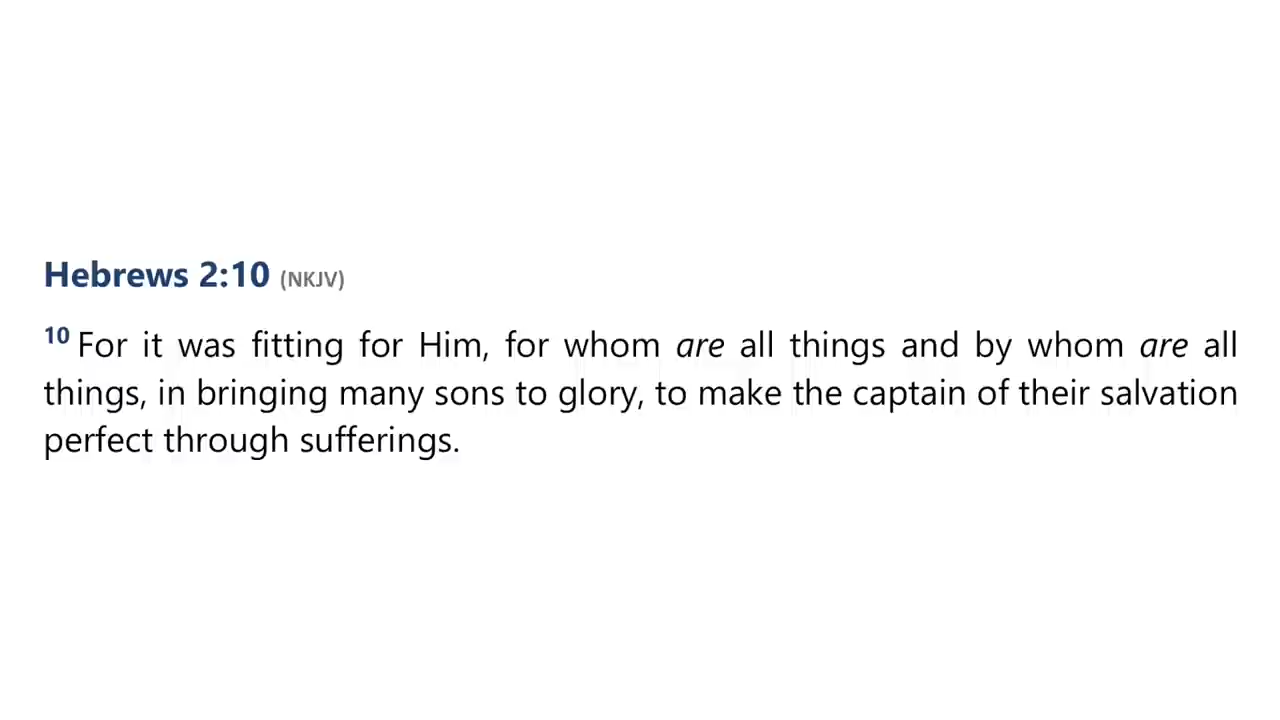 Hebrews 2:10 (NKJV)
10 For it was fitting for Him, for whom are all things and by whom are all
things, in bringing many sons to glory, to make the captain of their salvation
perfect through sufferings.